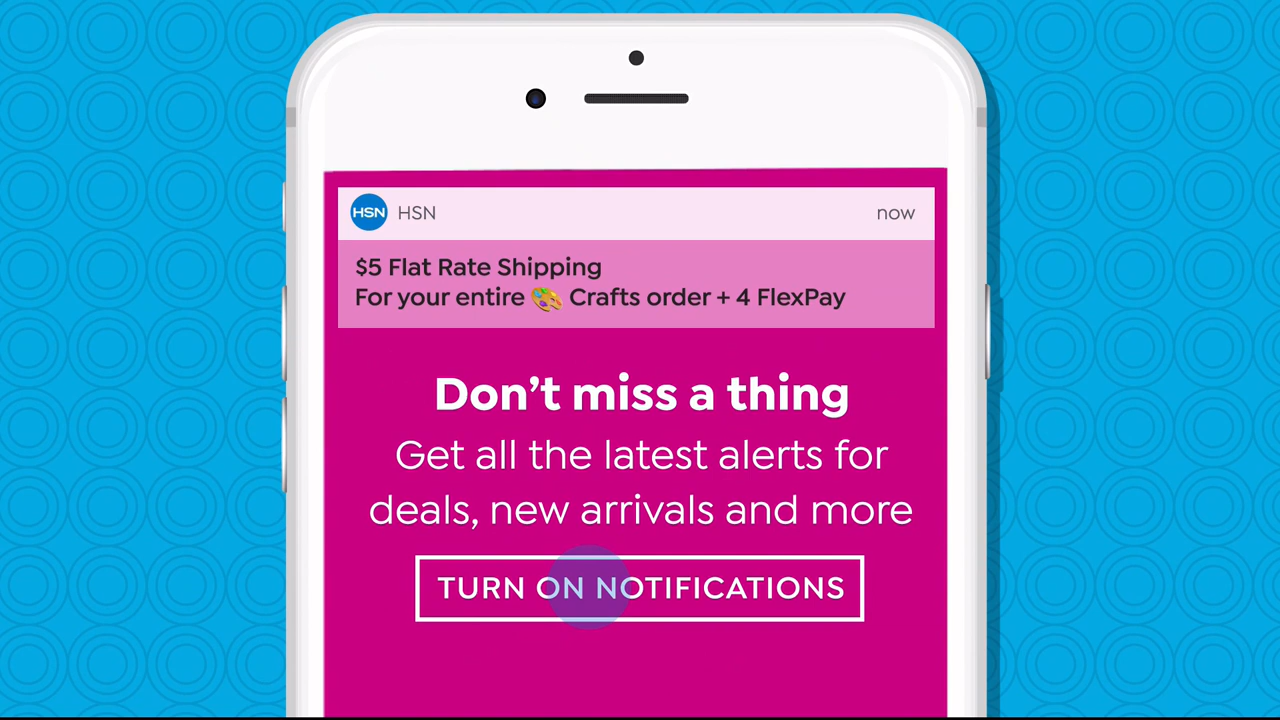 HSN HSN now
$5 Flat Rate Shipping
For your entire 🎨 Crafts order + 4 FlexPay
Don't miss a thing
Get all the latest alerts for
deals, new arrivals and more
TURN ON NOTIFICATIONS